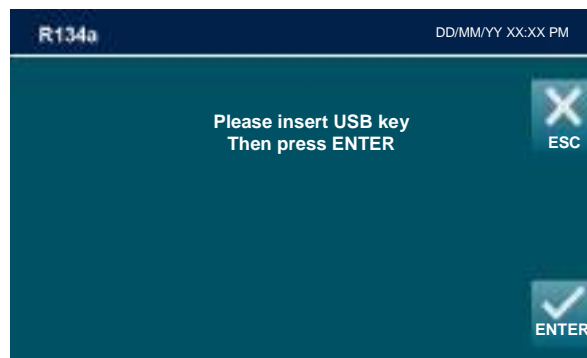 R134a
DD/MM/YY XX:XX PM
Please insert USB key
Then press ENTER
ESC
ENTER